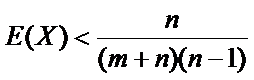 E(X) < n / ((m + n)(n − 1))